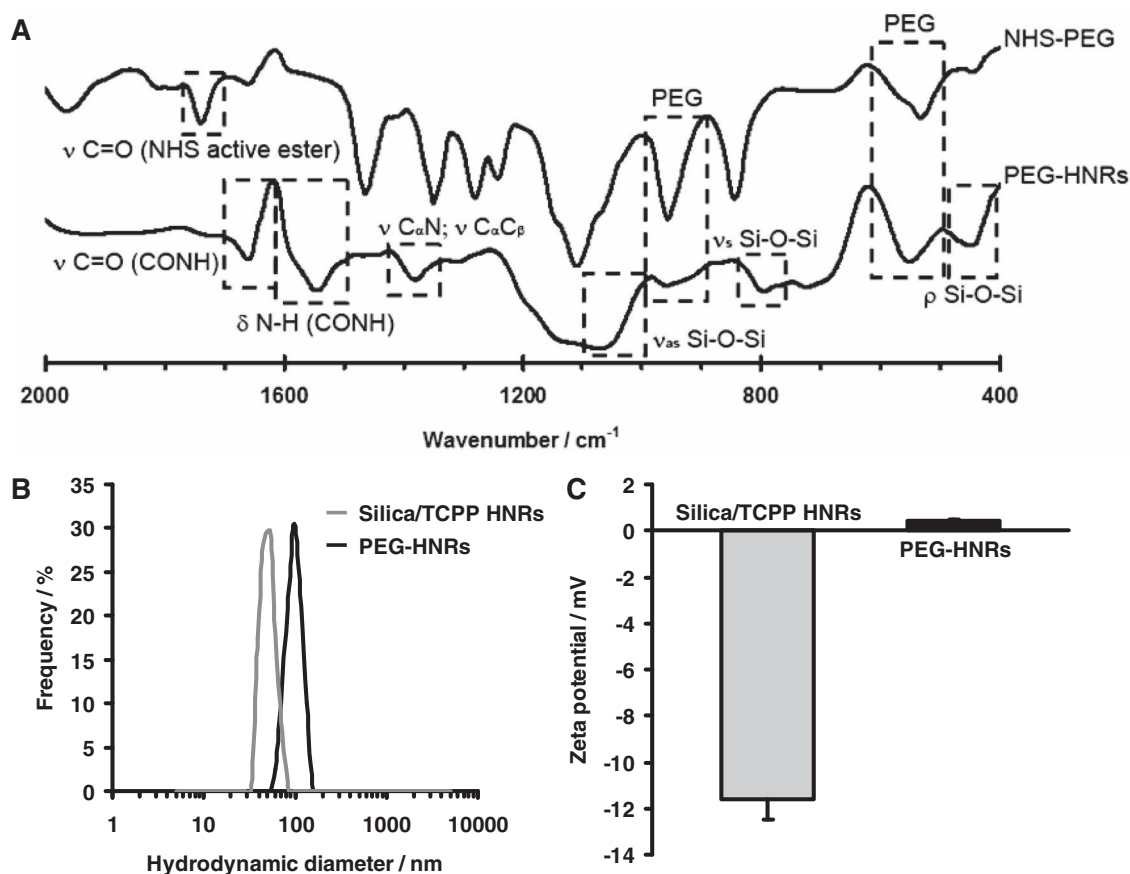 A
PEG
NHS-PEG
PEG
ν C=O (NHS active ester)
PEG-HNRs
ν CαN; ν CαCβ
νs Si-O-Si
ν C=O (CONH)
δ N-H (CONH)
ρ Si-O-Si
νas Si-O-Si
2000 1600 1200 800 400
Wavenumber / cm⁻¹
B
35
30
25
20
15
10
5
0
Frequency / %
Silica/TCPP HNRs
PEG-HNRs
1 10 100 1000 10000
Hydrodynamic diameter / nm
C
2
0
-2
-4
-6
-8
-10
-12
-14
Zeta potential / mV
Silica/TCPP HNRs
PEG-HNRs